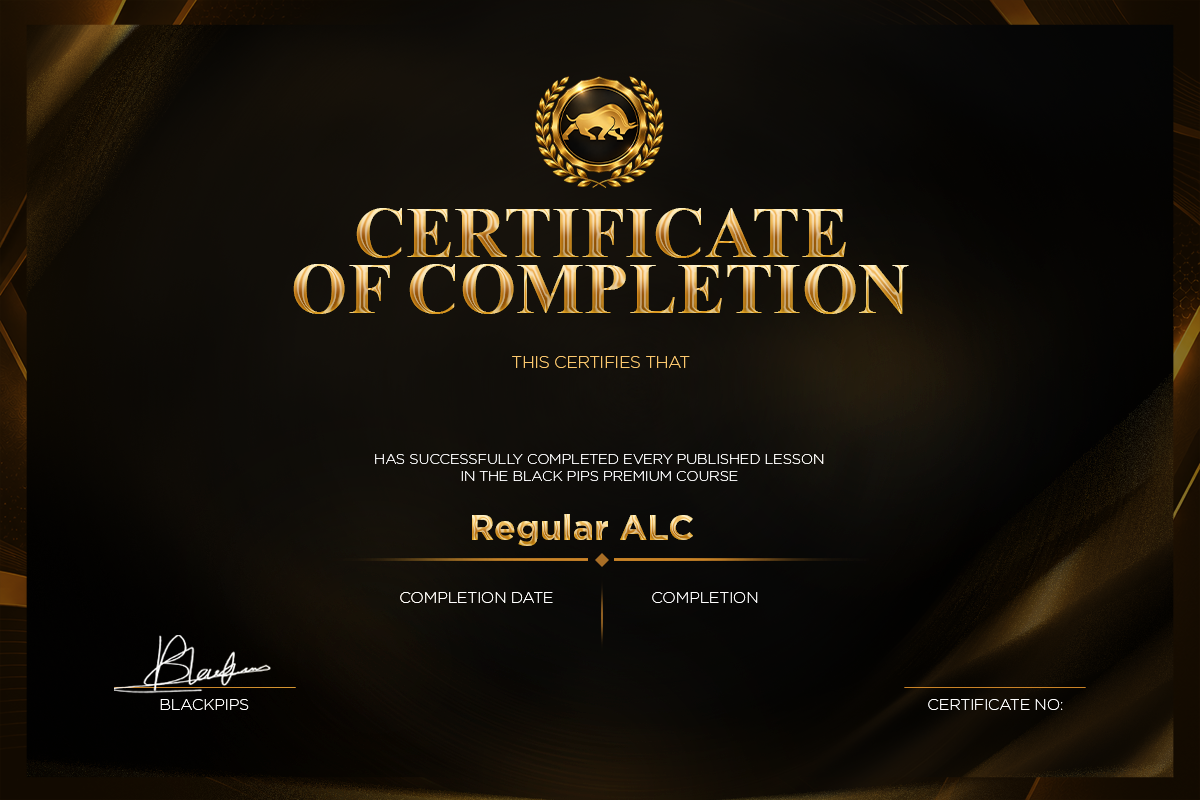 CERTIFICATE
OF COMPLETION
THIS CERTIFIES THAT
HAS SUCCESSFULLY COMPLETED EVERY PUBLISHED LESSON
IN THE BLACK PIPS PREMIUM COURSE
Regular ALC
COMPLETION DATE
COMPLETION
Blackpips
BLACKPIPS
CERTIFICATE NO: